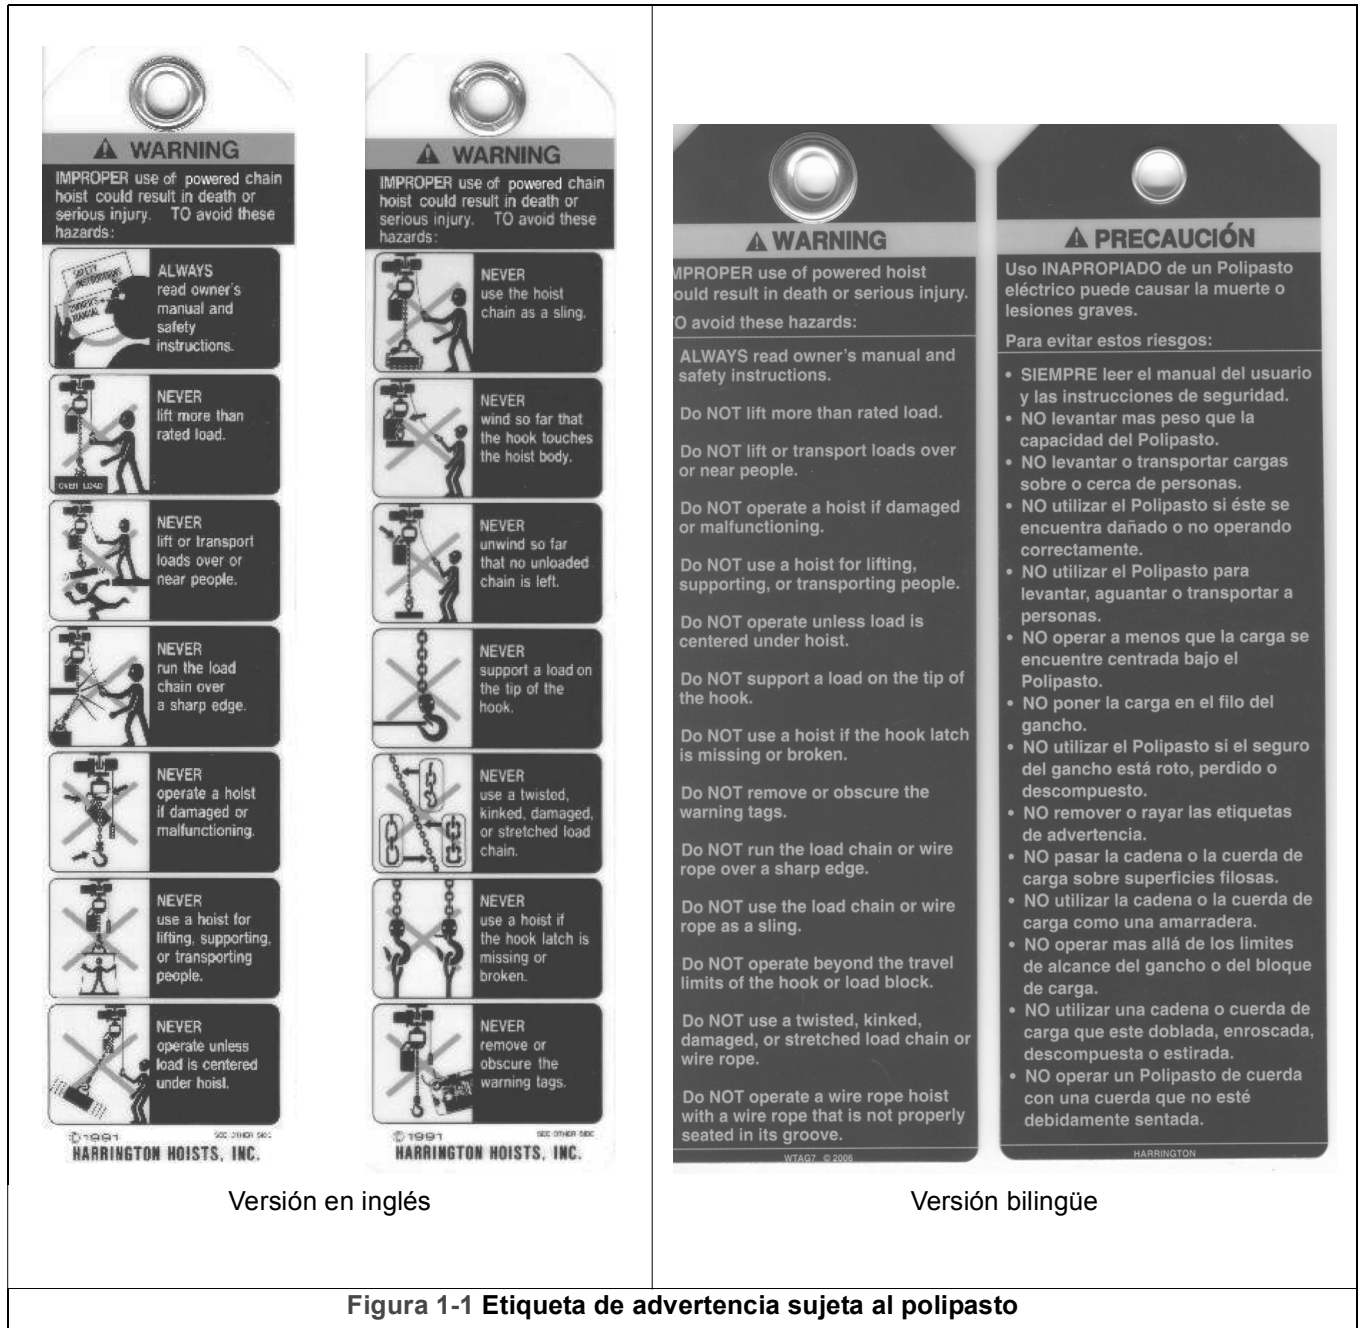 WARNING
IMPROPER use of powered chain
hoist could result in death or
serious injury. TO avoid these
hazards:
SAFETY
INSTRUCTIONS
OWNER'S
MANUAL
ALWAYS
read owner's
manual and
safety
instructions.
NEVER
lift more than
rated load.
OVER LOAD
NEVER
lift or transport
loads over or
near people.
NEVER
run the load
chain over
a sharp edge.
NEVER
operate a hoist
if damaged or
malfunctioning.
NEVER
use a hoist for
lifting, supporting,
or transporting
people.
NEVER
operate unless
load is centered
under hoist.
©1991 SEE OTHER SIDE
HARRINGTON HOISTS, INC.
WARNING
IMPROPER use of powered chain
hoist could result in death or
serious injury. TO avoid these
hazards:
NEVER
use the hoist
chain as a sling.
NEVER
wind so far that
the hook touches
the hoist body.
NEVER
unwind so far
that no unloaded
chain is left.
NEVER
support a load on
the tip of the
hook.
NEVER
use a twisted,
kinked, damaged,
or stretched load
chain.
NEVER
use a hoist if
the hook latch is
missing or
broken.
NEVER
remove or
obscure the
warning tags.
©1991 SEE OTHER SIDE
HARRINGTON HOISTS, INC.
Versión en inglés
WARNING
MPROPER use of powered hoist
ould result in death or serious injury.
O avoid these hazards:
ALWAYS read owner's manual and
safety instructions.
Do NOT lift more than rated load.
Do NOT lift or transport loads over
or near people.
Do NOT operate a hoist if damaged
or malfunctioning.
Do NOT use a hoist for lifting,
supporting, or transporting people.
Do NOT operate unless load is
centered under hoist.
Do NOT support a load on the tip of
the hook.
Do NOT use a hoist if the hook latch
is missing or broken.
Do NOT remove or obscure the
warning tags.
Do NOT run the load chain or wire
rope over a sharp edge.
Do NOT use the load chain or wire
rope as a sling.
Do NOT operate beyond the travel
limits of the hook or load block.
Do NOT use a twisted, kinked,
damaged, or stretched load chain or
wire rope.
Do NOT operate a wire rope hoist
with a wire rope that is not properly
seated in its groove.
WTAG7 © 2006
PRECAUCIÓN
Uso INAPROPIADO de un Polipasto
eléctrico puede causar la muerte o
lesiones graves.
Para evitar estos riesgos:
• SIEMPRE leer el manual del usuario
y las instrucciones de seguridad.
• NO levantar mas peso que la
capacidad del Polipasto.
• NO levantar o transportar cargas
sobre o cerca de personas.
• NO utilizar el Polipasto si éste se
encuentra dañado o no operando
correctamente.
• NO utilizar el Polipasto para
levantar, aguantar o transportar a
personas.
• NO operar a menos que la carga se
encuentre centrada bajo el
Polipasto.
• NO poner la carga en el filo del
gancho.
• NO utilizar el Polipasto si el seguro
del gancho está roto, perdido o
descompuesto.
• NO remover o rayar las etiquetas
de advertencia.
• NO pasar la cadena o la cuerda de
carga sobre superficies filosas.
• NO utilizar la cadena o la cuerda de
carga como una amarradera.
• NO operar mas allá de los limites
de alcance del gancho o del bloque
de carga.
• NO utilizar una cadena o cuerda de
carga que este doblada, enroscada,
descompuesta o estirada.
• NO operar un Polipasto de cuerda
con una cuerda que no esté
debidamente sentada.
HARRINGTON
Versión bilingüe
Figura 1-1 Etiqueta de advertencia sujeta al polipasto